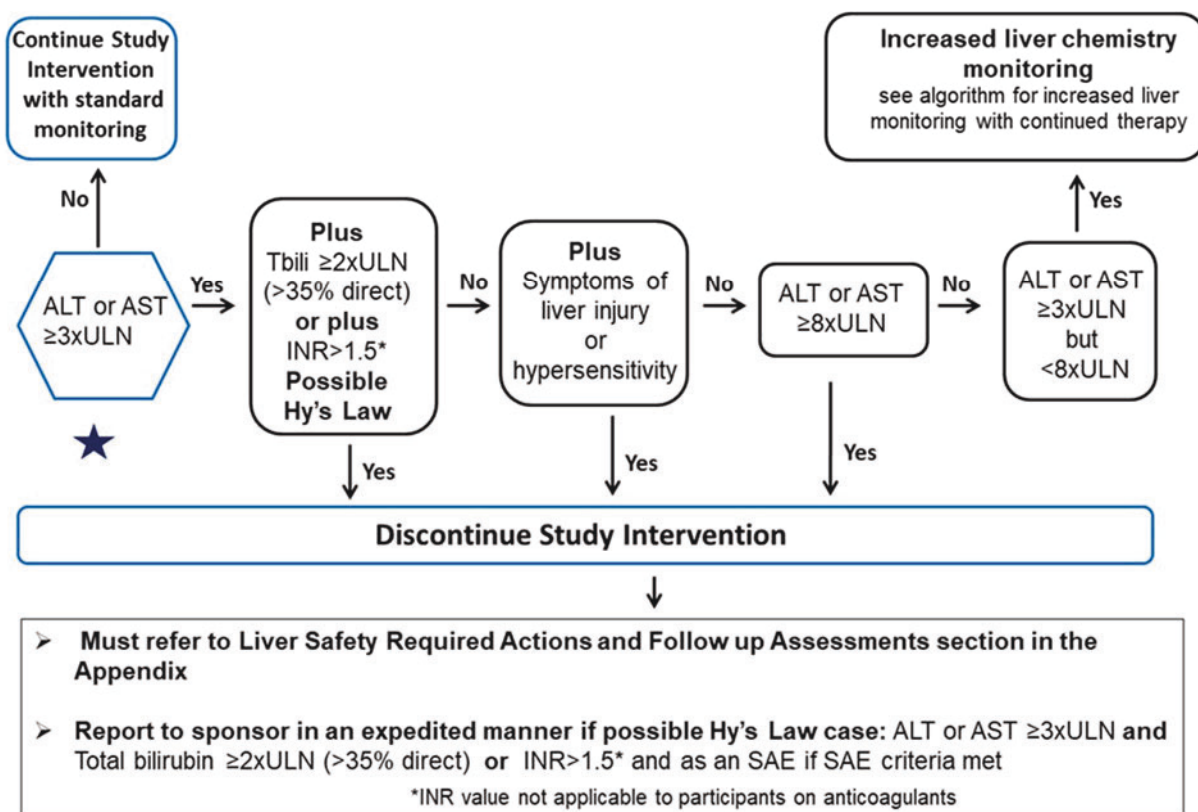 Continue Study
Intervention
with standard
monitoring
Increased liver chemistry
monitoring
see algorithm for increased liver
monitoring with continued therapy
No
Yes
ALT or AST
≥3xULN
Yes
Plus
Tbili ≥2xULN
(>35% direct)
or plus
INR>1.5*
Possible
Hy's Law
No
Plus
Symptoms of
liver injury
or
hypersensitivity
No
ALT or AST
≥8xULN
No
ALT or AST
≥3xULN
but
<8xULN
Yes
Yes
Yes
Discontinue Study Intervention
➢ Must refer to Liver Safety Required Actions and Follow up Assessments section in the
Appendix
➢ Report to sponsor in an expedited manner if possible Hy's Law case: ALT or AST ≥3xULN and
Total bilirubin ≥2xULN (>35% direct) or INR>1.5* and as an SAE if SAE criteria met
*INR value not applicable to participants on anticoagulants